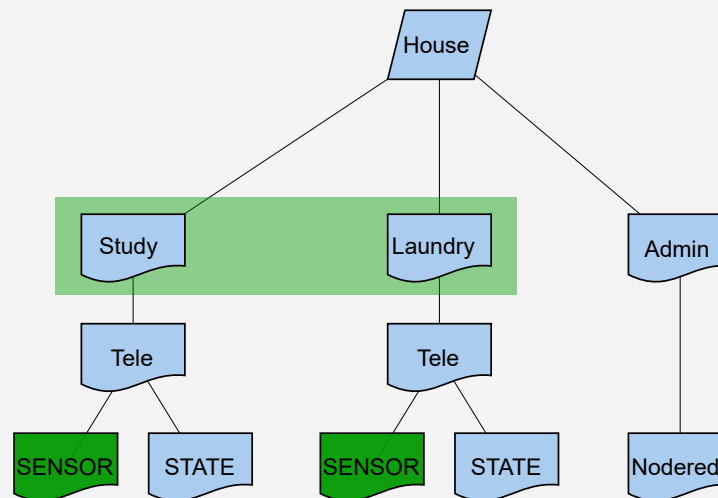 House
Study
Laundry
Admin
Tele
Tele
SENSOR
STATE
SENSOR
STATE
Nodered